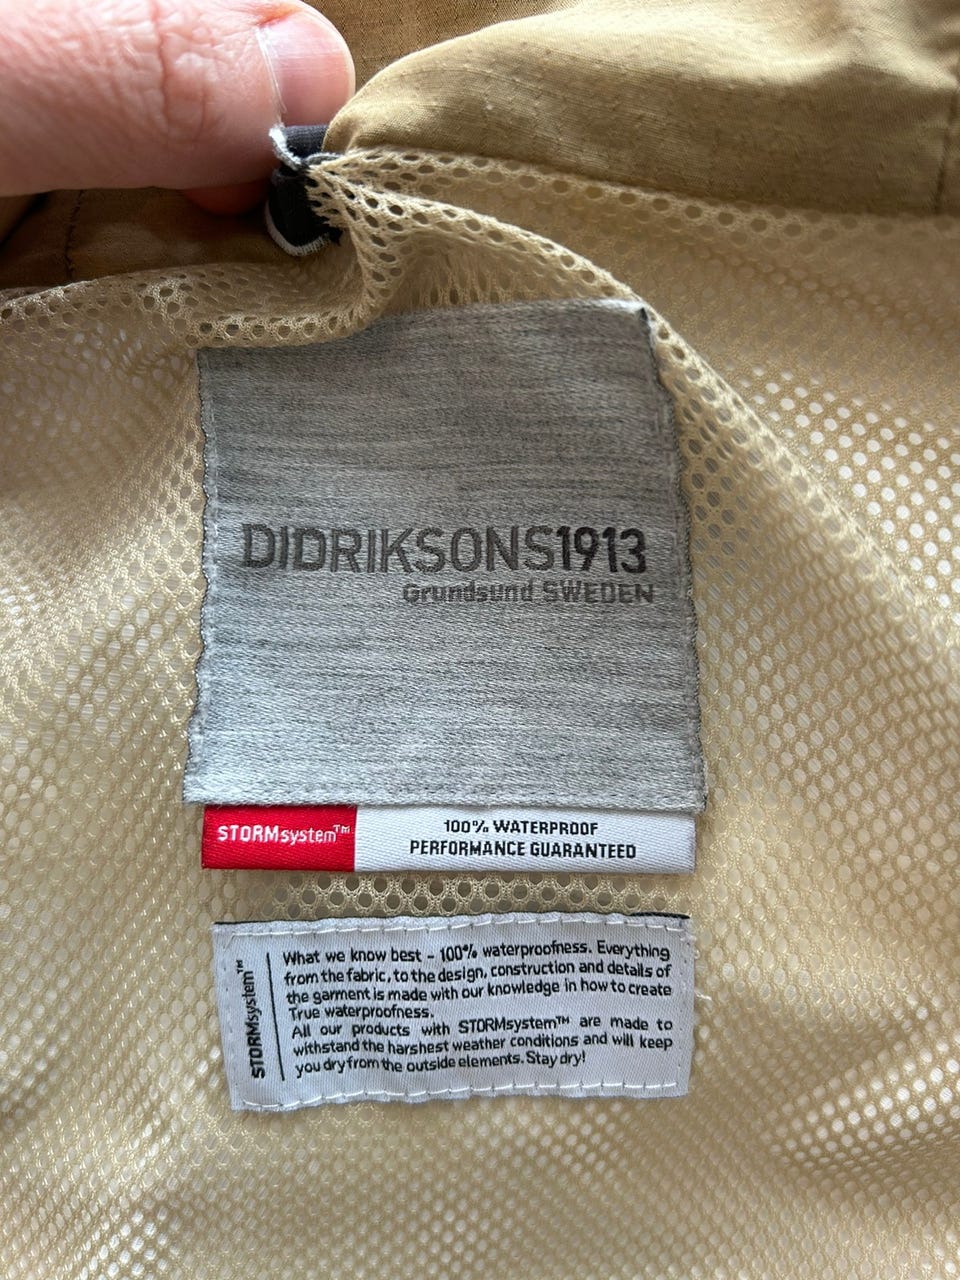 DIDRIKSONS1913
Grundsund SWEDEN
STORMsystem™
100% WATERPROOF
PERFORMANCE GUARANTEED
STORMsystem™
What we know best - 100% waterproofness. Everything
from the fabric, to the design, construction and details of
the garment is made with our knowledge in how to create
True waterproofness.
All our products with STORMsystem™ are made to
withstand the harshest weather conditions and will keep
you dry from the outside elements. Stay dry!